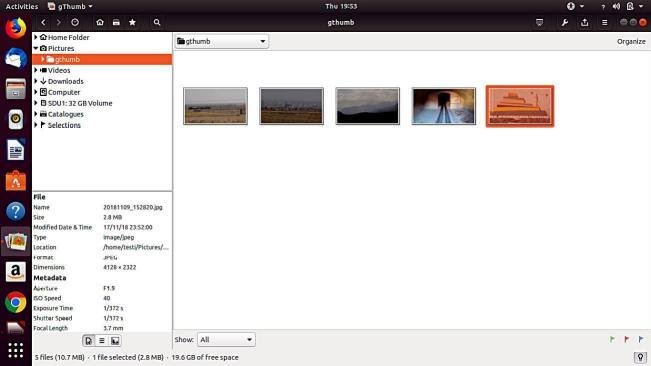 Activities gThumb Thu 19:53
gthumb
Home Folder
Pictures
gthumb
Videos
Downloads
Computer
SDU1: 32 GB Volume
Catalogues
Selections
gthumb
Organize
File
Name 20181109_152820.jpg
Size 2.8 MB
Modified Date & Time 17/11/18 23:52:00
Type image/jpeg
Location /home/testi/Pictures/...
Format JPEG
Dimensions 4128 × 2322
Metadata
Aperture F1.9
ISO Speed 40
Exposure Time 1/372 s
Shutter Speed 1/372 s
Focal Length 3.7 mm
Show: All
5 files (10.7 MB) · 1 file selected (2.8 MB) · 19.6 GB of free space